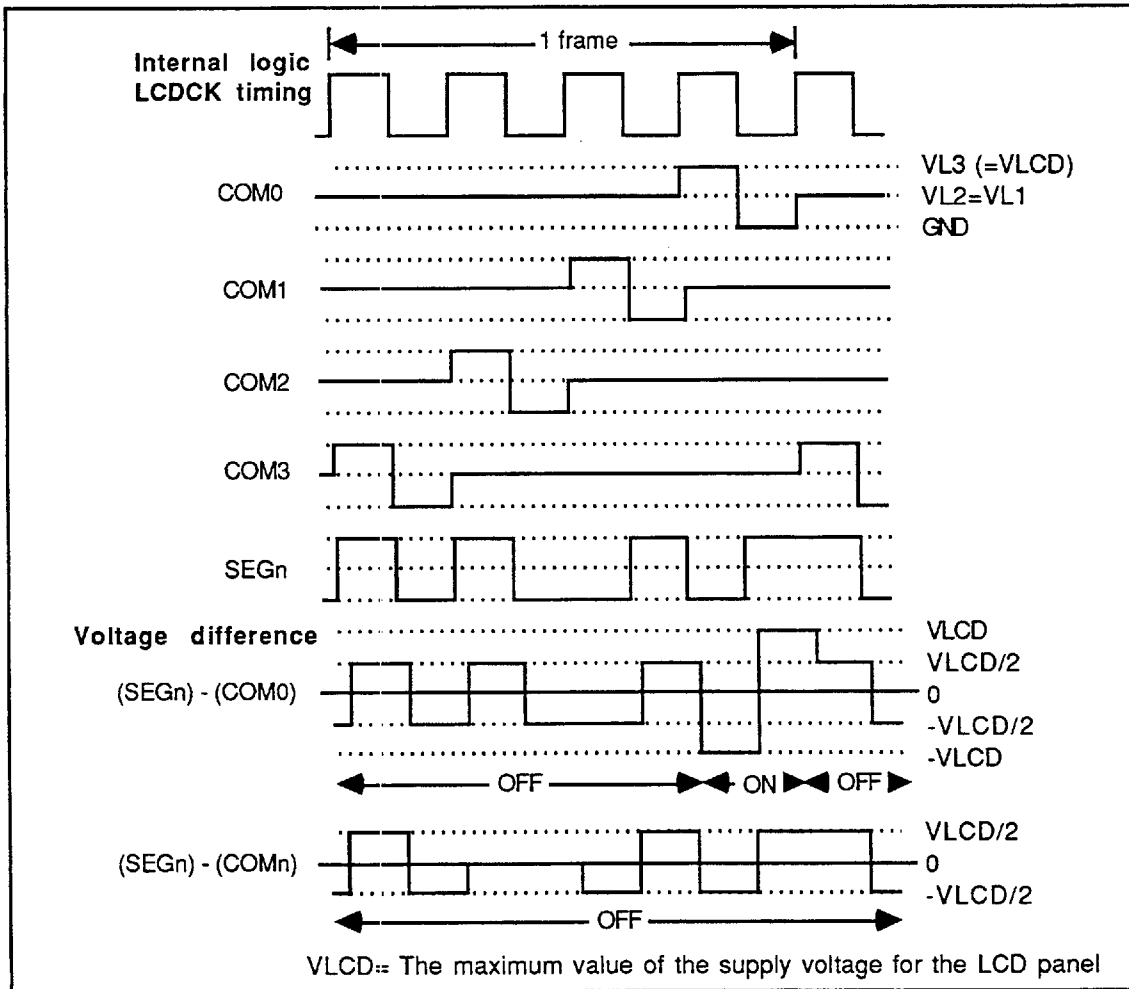 1 frame
Internal logic
LCDCK timing
COM0
VL3 (=VLCD)
VL2=VL1
GND
COM1
COM2
COM3
SEGn
Voltage difference
(SEGn) - (COM0)
VLCD
VLCD/2
0
-VLCD/2
-VLCD
OFF
ON
OFF
(SEGn) - (COMn)
VLCD/2
0
-VLCD/2
OFF
VLCD= The maximum value of the supply voltage for the LCD panel